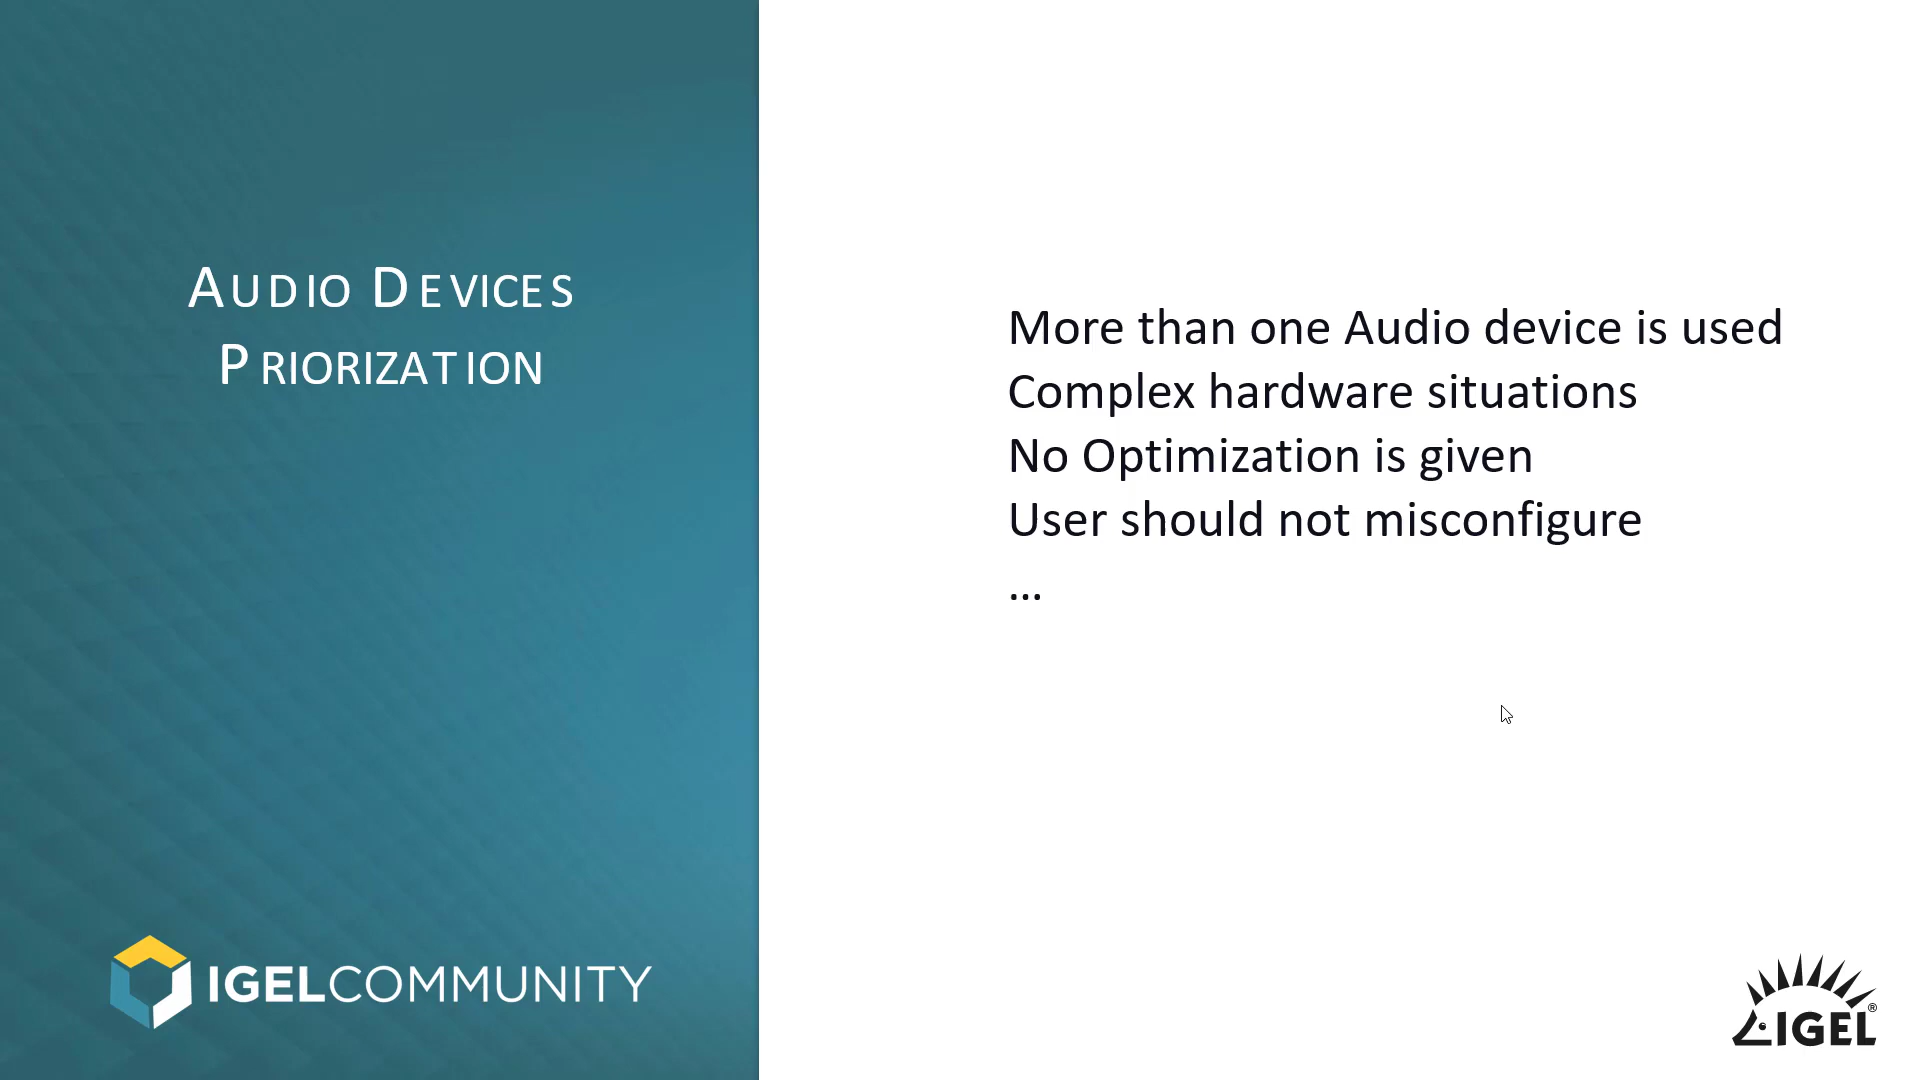 AUDIO DEVICES
PRIORIZATION
More than one Audio device is used
Complex hardware situations
No Optimization is given
User should not misconfigure
...
IGELCOMMUNITY
IGEL®